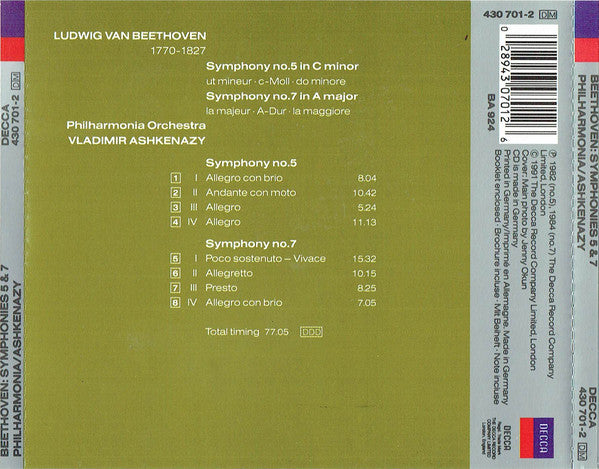 LUDWIG VAN BEETHOVEN
1770-1827
Symphony no.5 in C minor
ut mineur · c-Moll · do minore
Symphony no.7 in A major
la majeur · A-Dur · la maggiore
Philharmonia Orchestra
VLADIMIR ASHKENAZY
Symphony no.5
1 I Allegro con brio 8.04
2 II Andante con moto 10.42
3 III Allegro 5.24
4 IV Allegro 11.13
Symphony no.7
5 I Poco sostenuto – Vivace 15.32
6 II Allegretto 10.15
7 III Presto 8.25
8 IV Allegro con brio 7.05
Total timing 77.05 DDD
430 701-2 DM
0 28943 07012
BA 924
℗ 1982 (no.5), 1984 (no.7) The Decca Record Company
Limited, London
© 1991 The Decca Record Company Limited, London
Cover: Main photo by Jenny Okun
CD is made in Germany
Printed in Germany/Imprimé en Allemagne. Made in Germany
Booklet enclosed · Brochure incluse · Mit Beiheft · Note incluse
DECCA
BEETHOVEN: SYMPHONIES 5 & 7
PHILHARMONIA/ASHKENAZY
DECCA
430 701-2 DM
BEETHOVEN: SYMPHONIES 5 & 7
PHILHARMONIA/ASHKENAZY
DECCA
430 701-2 DM